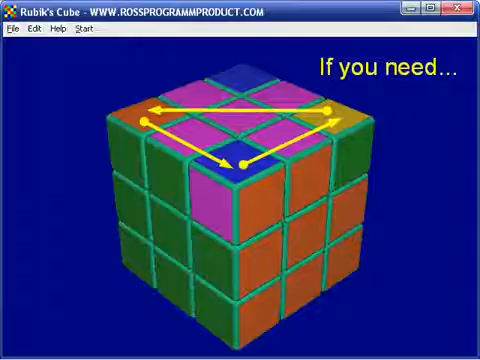 Rubik's Cube - WWW.ROSSPROGRAMMPRODUCT.COM
File Edit Help Start
If you need...